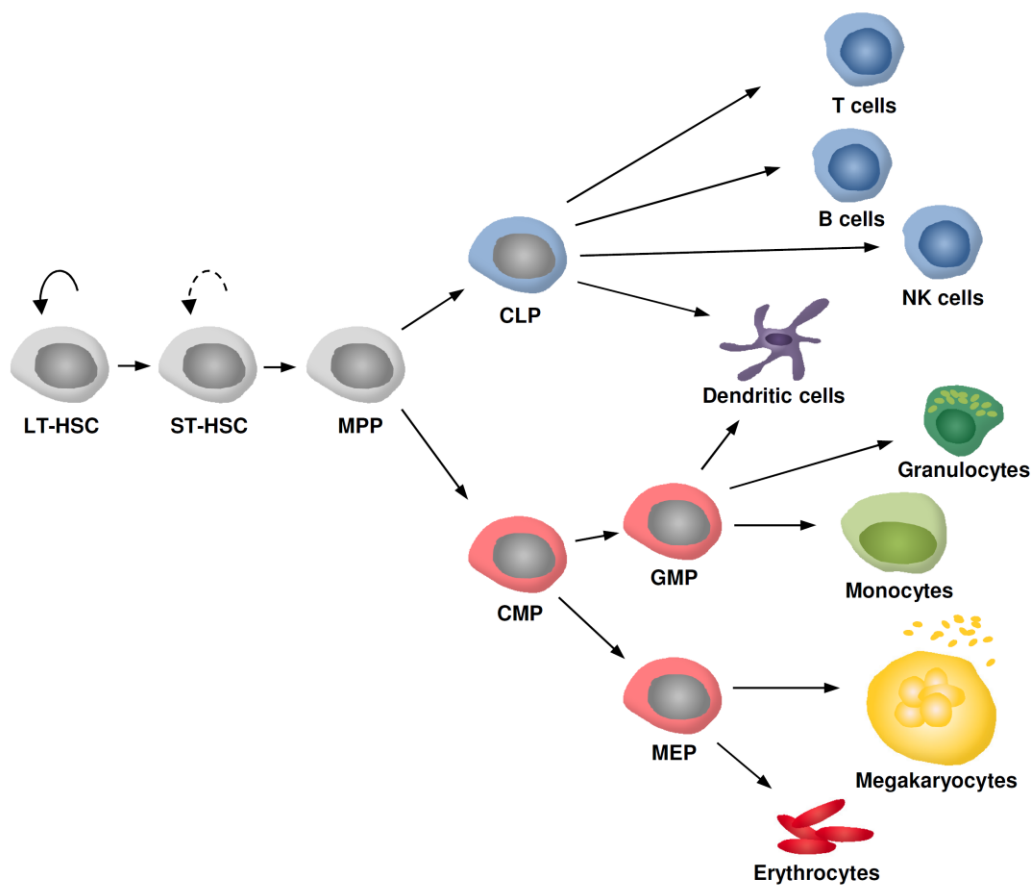 T cells
B cells
NK cells
CLP
Dendritic cells
LT-HSC
ST-HSC
MPP
Granulocytes
GMP
Monocytes
CMP
MEP
Megakaryocytes
Erythrocytes